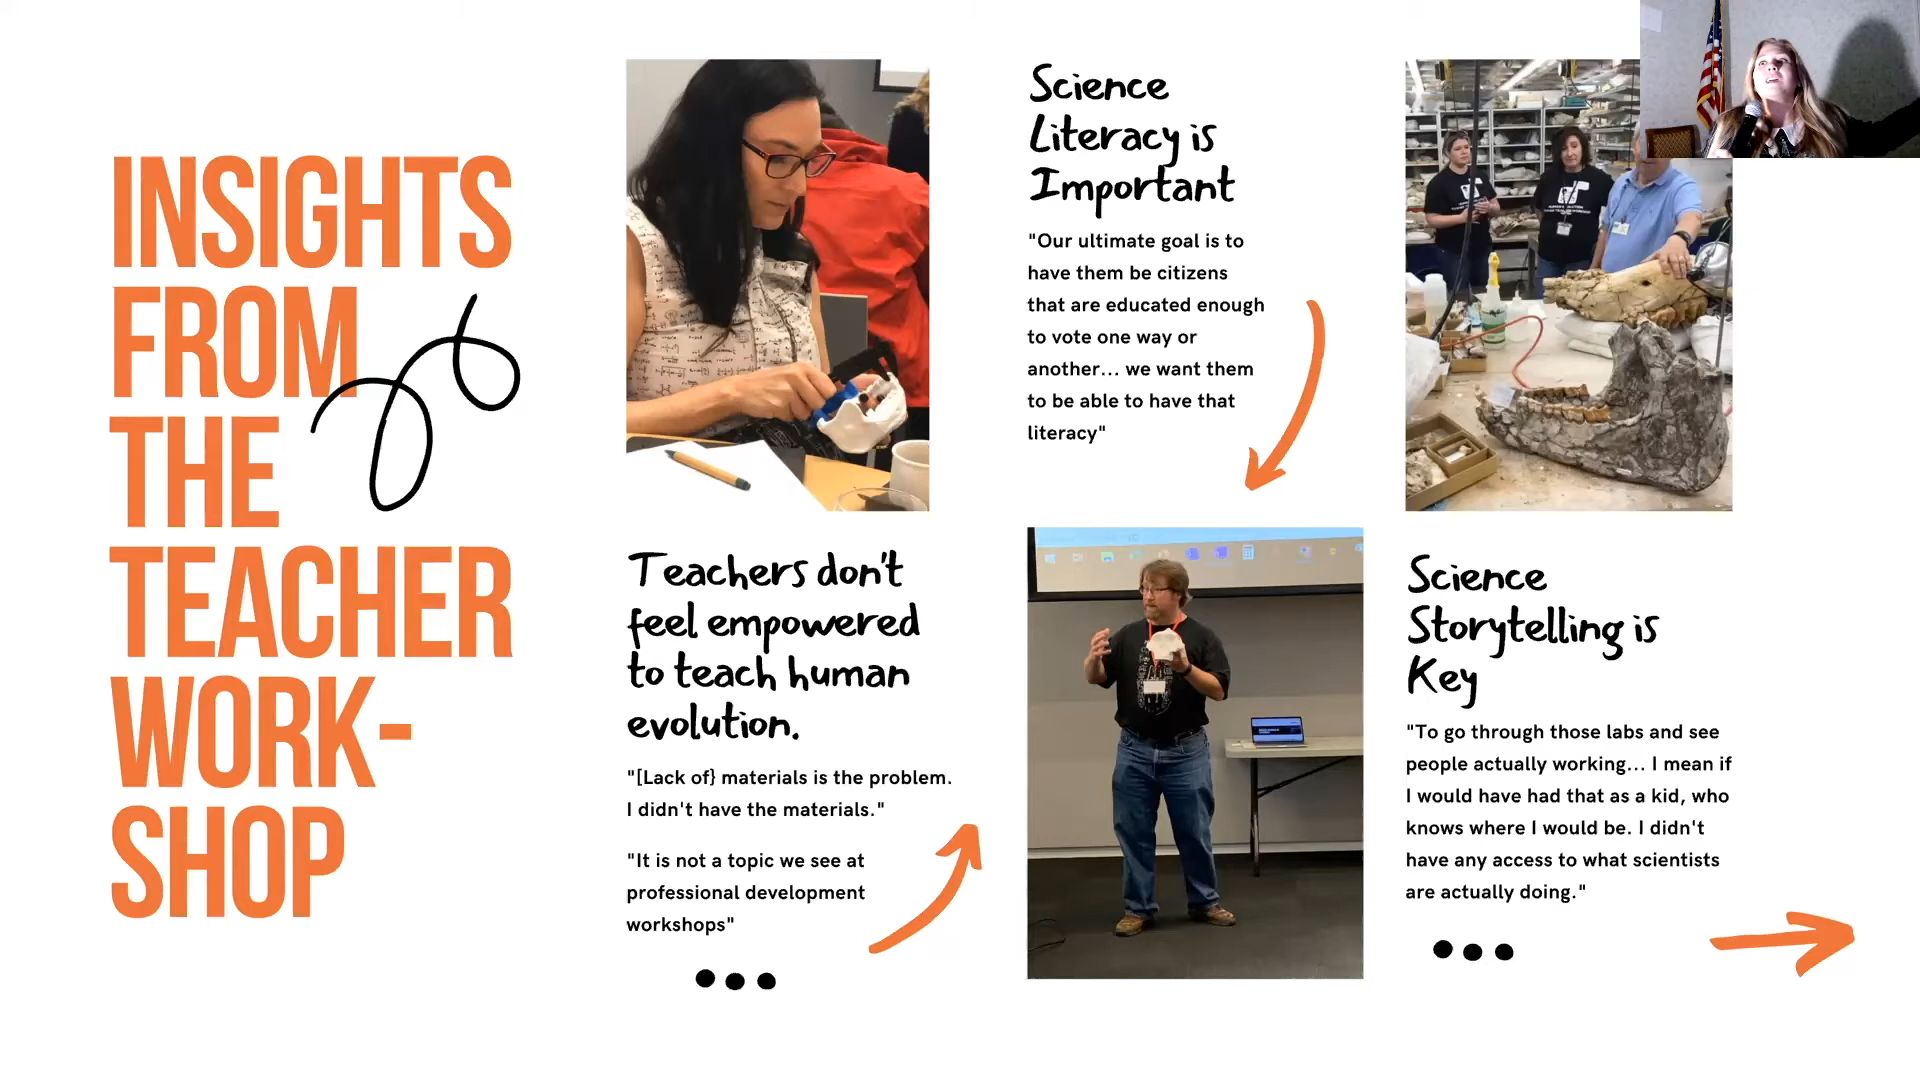 INSIGHTS
FROM
THE
TEACHER
WORK-
SHOP
Teachers don't
feel empowered
to teach human
evolution.
"[Lack of} materials is the problem.
I didn't have the materials."
"It is not a topic we see at
professional development
workshops"
Science
Literacy is
Important
"Our ultimate goal is to
have them be citizens
that are educated enough
to vote one way or
another... we want them
to be able to have that
literacy"
Science
Storytelling is
Key
"To go through those labs and see
people actually working... I mean if
I would have had that as a kid, who
knows where I would be. I didn't
have any access to what scientists
are actually doing."